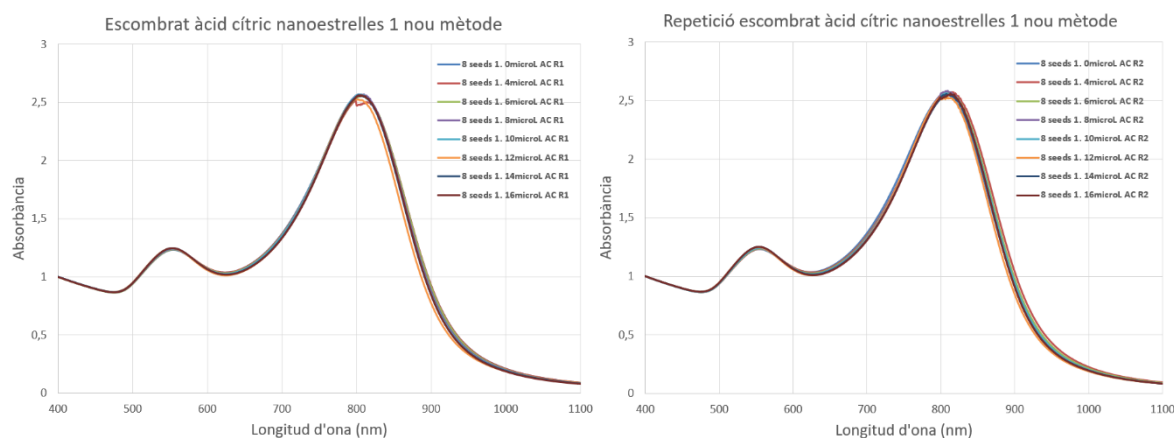 Escombrat àcid cítric nanoestrelles 1 nou mètode
3
2,5
2
1,5
1
0,5
0
Absorbància
400 500 600 700 800 900 1000 1100
Longitud d'ona (nm)
8 seeds 1. 0microL AC R1
8 seeds 1. 4microL AC R1
8 seeds 1. 6microL AC R1
8 seeds 1. 8microL AC R1
8 seeds 1. 10microL AC R1
8 seeds 1. 12microL AC R1
8 seeds 1. 14microL AC R1
8 seeds 1. 16microL AC R1
Repetició escombrat àcid cítric nanoestrelles 1 nou mètode
3
2,5
2
1,5
1
0,5
0
Absorbància
400 500 600 700 800 900 1000 1100
Longitud d'ona (nm)
8 seeds 1. 0microL AC R2
8 seeds 1. 4microL AC R2
8 seeds 1. 6microL AC R2
8 seeds 1. 8microL AC R2
8 seeds 1. 10microL AC R2
8 seeds 1. 12microL AC R2
8 seeds 1. 14microL AC R2
8 seeds 1. 16microL AC R2